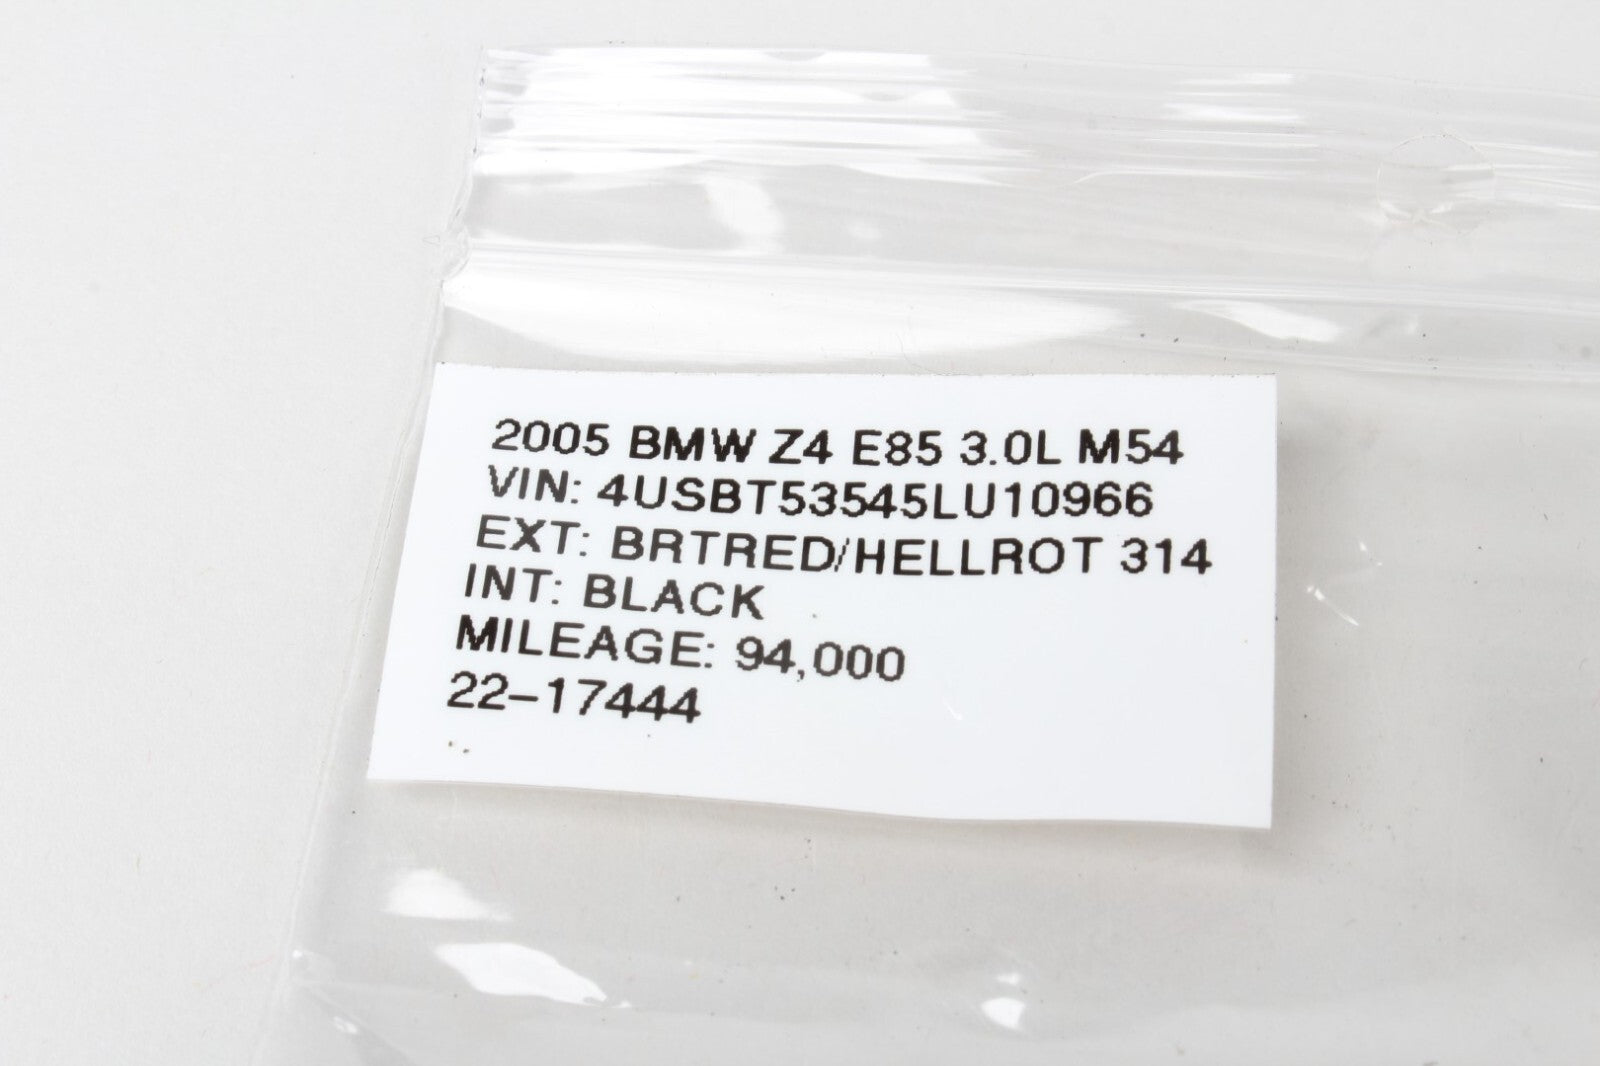 2005 BMW Z4 E85 3.0L M54
VIN: 4USBT53545LU10966
EXT: BRTRED/HELLROT 314
INT: BLACK
MILEAGE: 94,000
22-17444